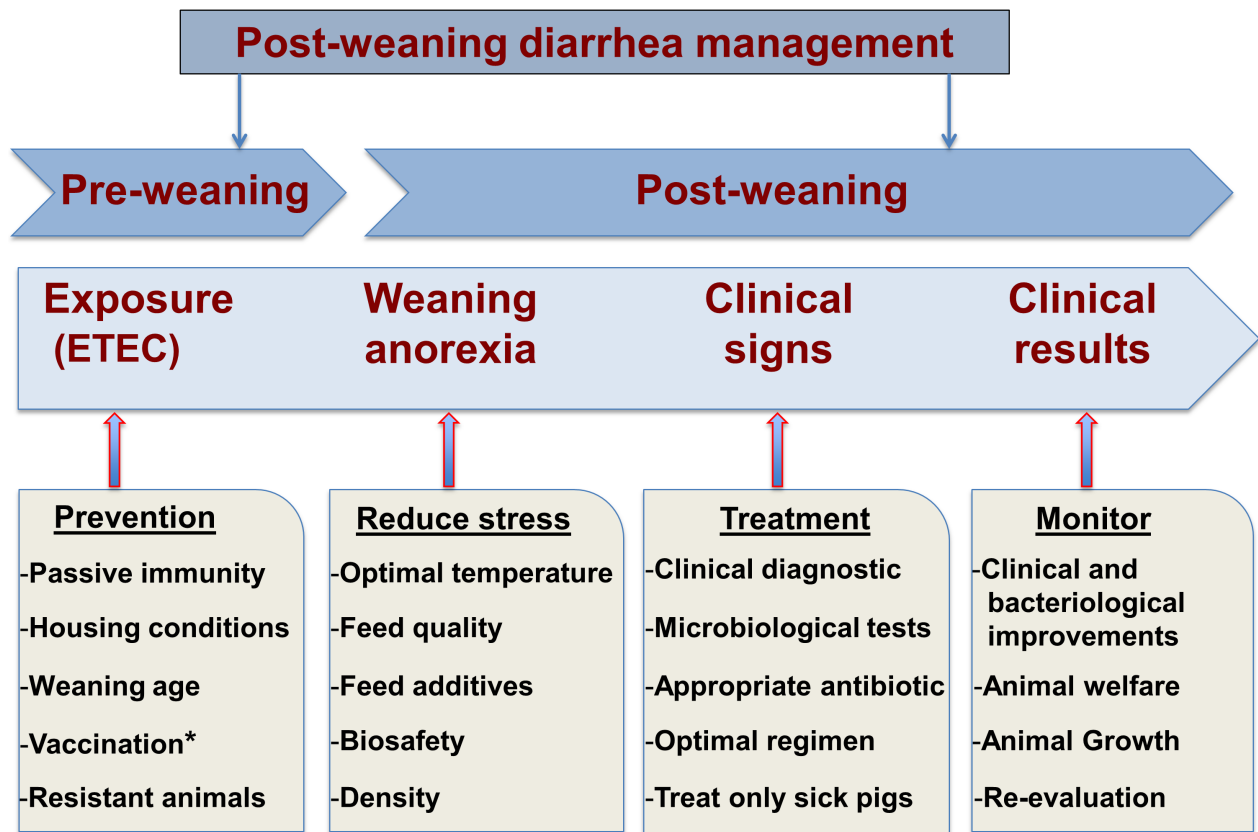 Post-weaning diarrhea management
Pre-weaning
Post-weaning
Exposure
(ETEC)
Weaning
anorexia
Clinical
signs
Clinical
results
Prevention
-Passive immunity
-Housing conditions
-Weaning age
-Vaccination*
-Resistant animals
Reduce stress
-Optimal temperature
-Feed quality
-Feed additives
-Biosafety
-Density
Treatment
-Clinical diagnostic
-Microbiological tests
-Appropriate antibiotic
-Optimal regimen
-Treat only sick pigs
Monitor
-Clinical and
bacteriological
improvements
-Animal welfare
-Animal Growth
-Re-evaluation